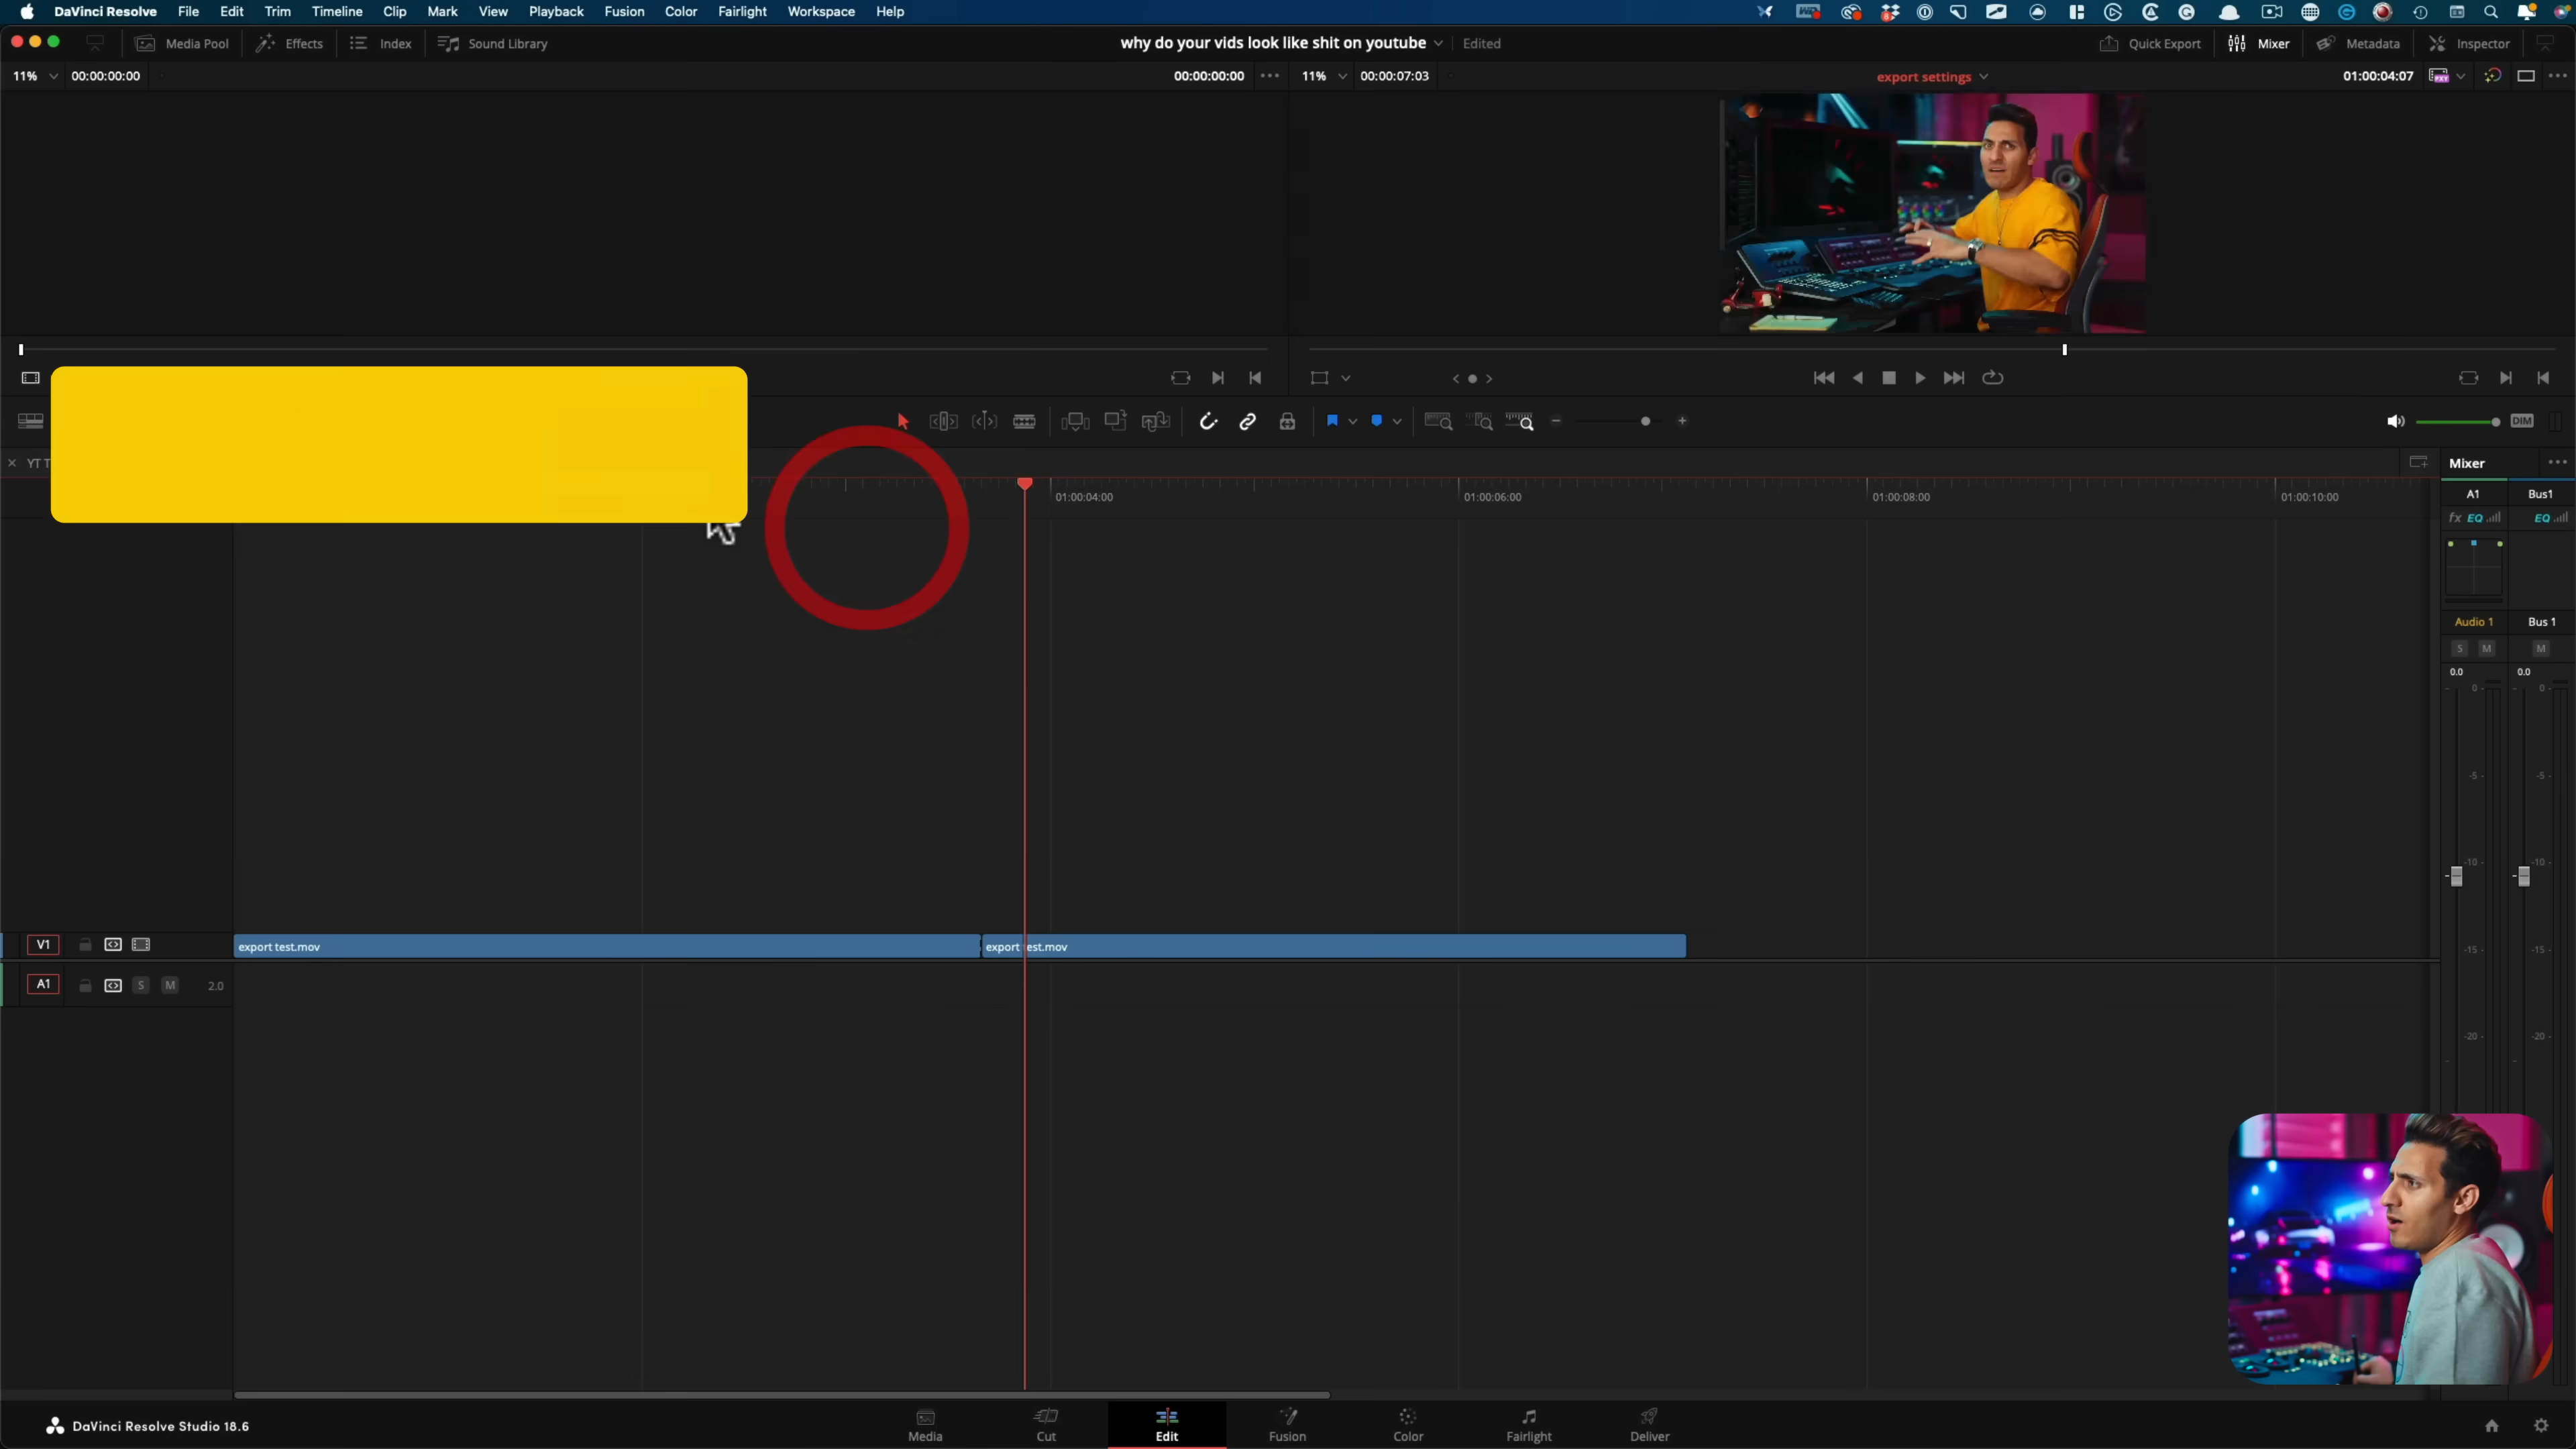 DaVinci Resolve File Edit Trim Timeline Clip Mark View Playback Fusion Color Fairlight Workspace Help
Media Pool Effects Index Sound Library why do your vids look like shit on youtube Edited Quick Export Mixer Metadata Inspector
11% 00:00:00:00 00:00:00:00 11% 00:00:07:03 export settings 01:00:04:07
DIM
YT T
Mixer
01:00:04:00 01:00:06:00 01:00:08:00 01:00:10:00
A1 Bus1
fx EQ EQ
Audio 1 Bus 1
S M M
0.0 0.0
0 0
-5 -5
-10 -10
V1 export test.mov export test.mov
-15 -15
A1 S M 2.0
-20 -20
DaVinci Resolve Studio 18.6
Media Cut Edit Fusion Color Fairlight Deliver